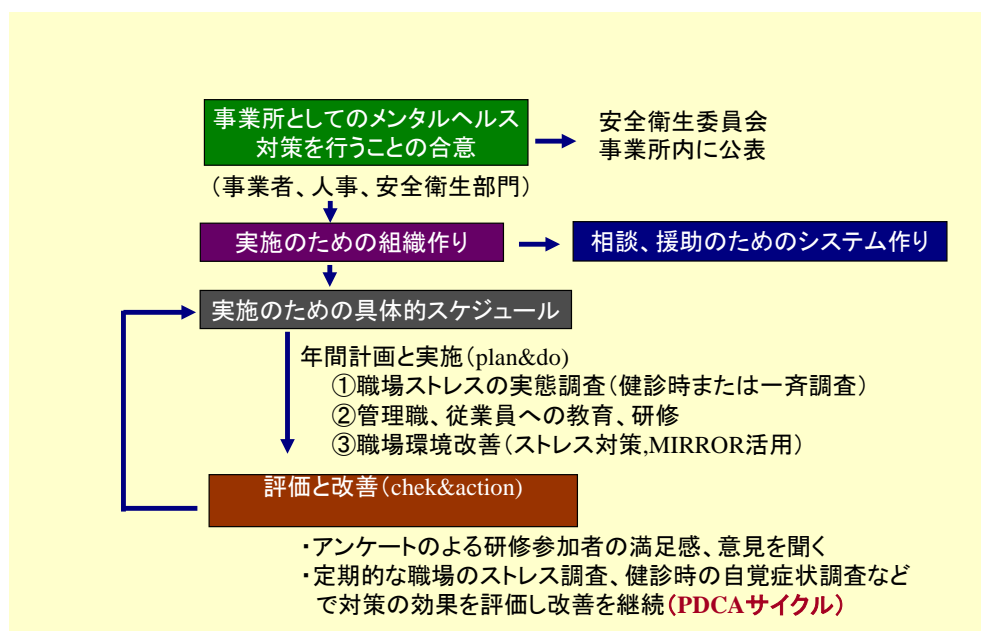 事業所としてのメンタルヘルス
対策を行うことの合意
安全衛生委員会
事業所内に公表
（事業者、人事、安全衛生部門）
実施のための組織作り
相談、援助のためのシステム作り
実施のための具体的スケジュール
年間計画と実施（plan&do）
①職場ストレスの実態調査（健診時または一斉調査）
②管理職、従業員への教育、研修
③職場環境改善（ストレス対策,MIRROR活用）
評価と改善（chek&action)
・アンケートのよる研修参加者の満足感、意見を聞く
・定期的な職場のストレス調査、健診時の自覚症状調査など
で対策の効果を評価し改善を継続（PDCAサイクル）